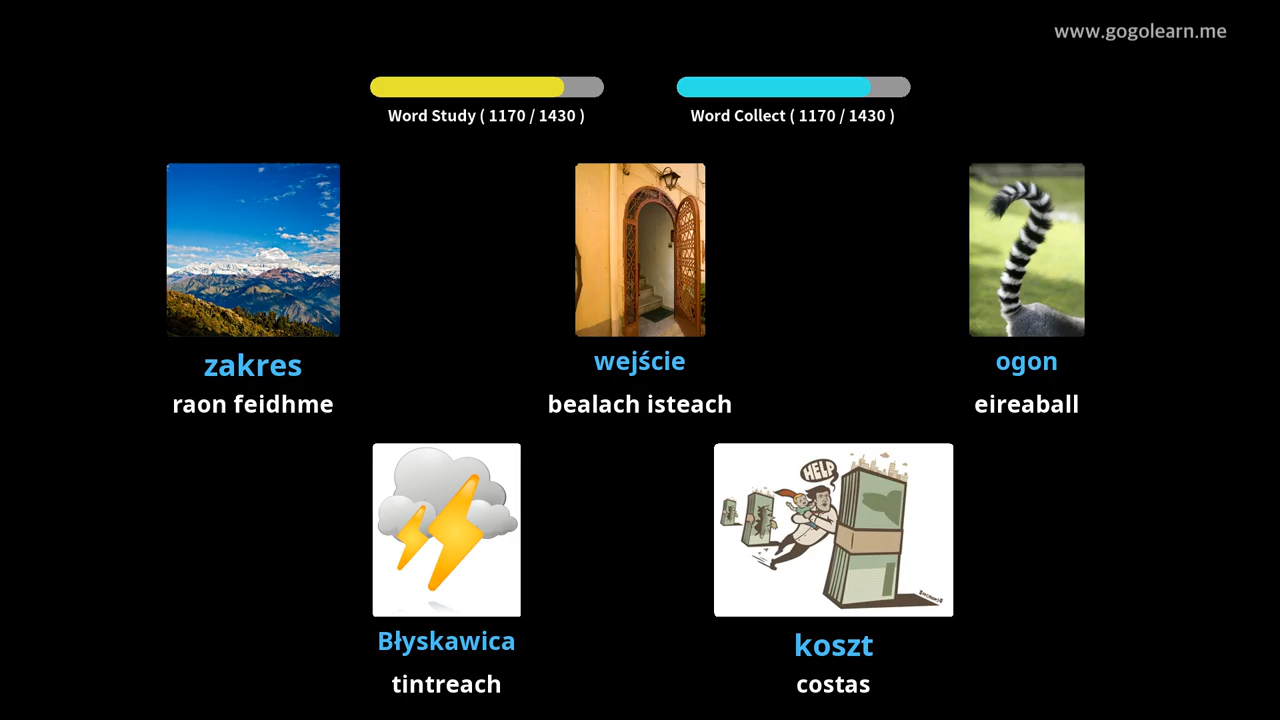 www.gogolearn.me
Word Study ( 1170 / 1430 )
Word Collect ( 1170 / 1430 )
zakres
wejście
ogon
raon feidhme
bealach isteach
eireaball
HELP
Błyskawica
koszt
tintreach
costas